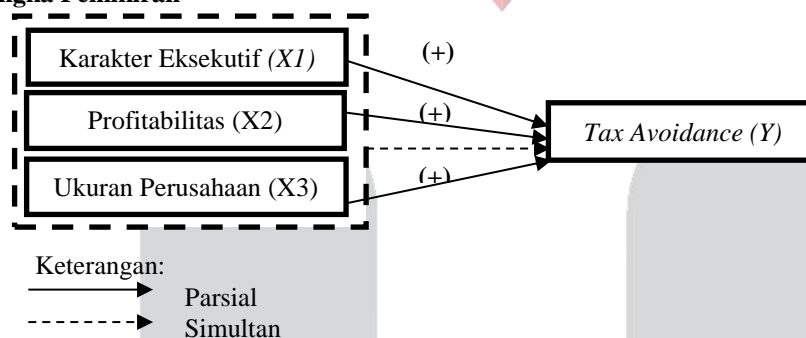 Karakter Eksekutif (X1)
(+)
Profitabilitas (X2)
(+)
Tax Avoidance (Y)
Ukuran Perusahaan (X3)
(+)
Keterangan:
Parsial
Simultan